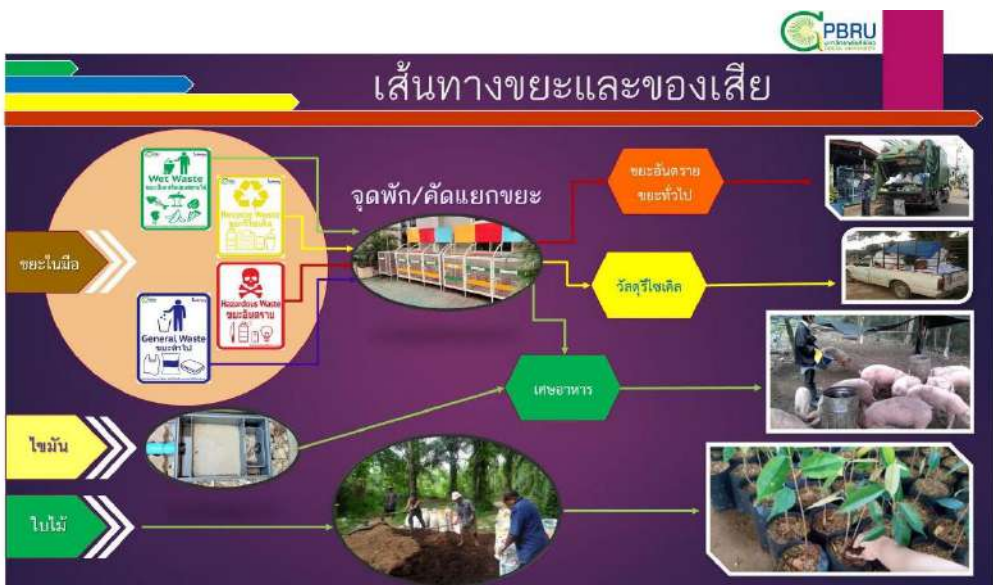 PBRU
เส้นทางขยะและของเสีย
Wet Waste
Recycle Waste
จุดพัก/คัดแยกขยะ
ขยะอันตราย
ขยะทั่วไป
ขยะในมือ
วัสดุรีไซเคิล
Hazardous Waste
ขยะอันตราย
General Waste
ขยะทั่วไป
เศษอาหาร
ไขมัน
ใบไม้